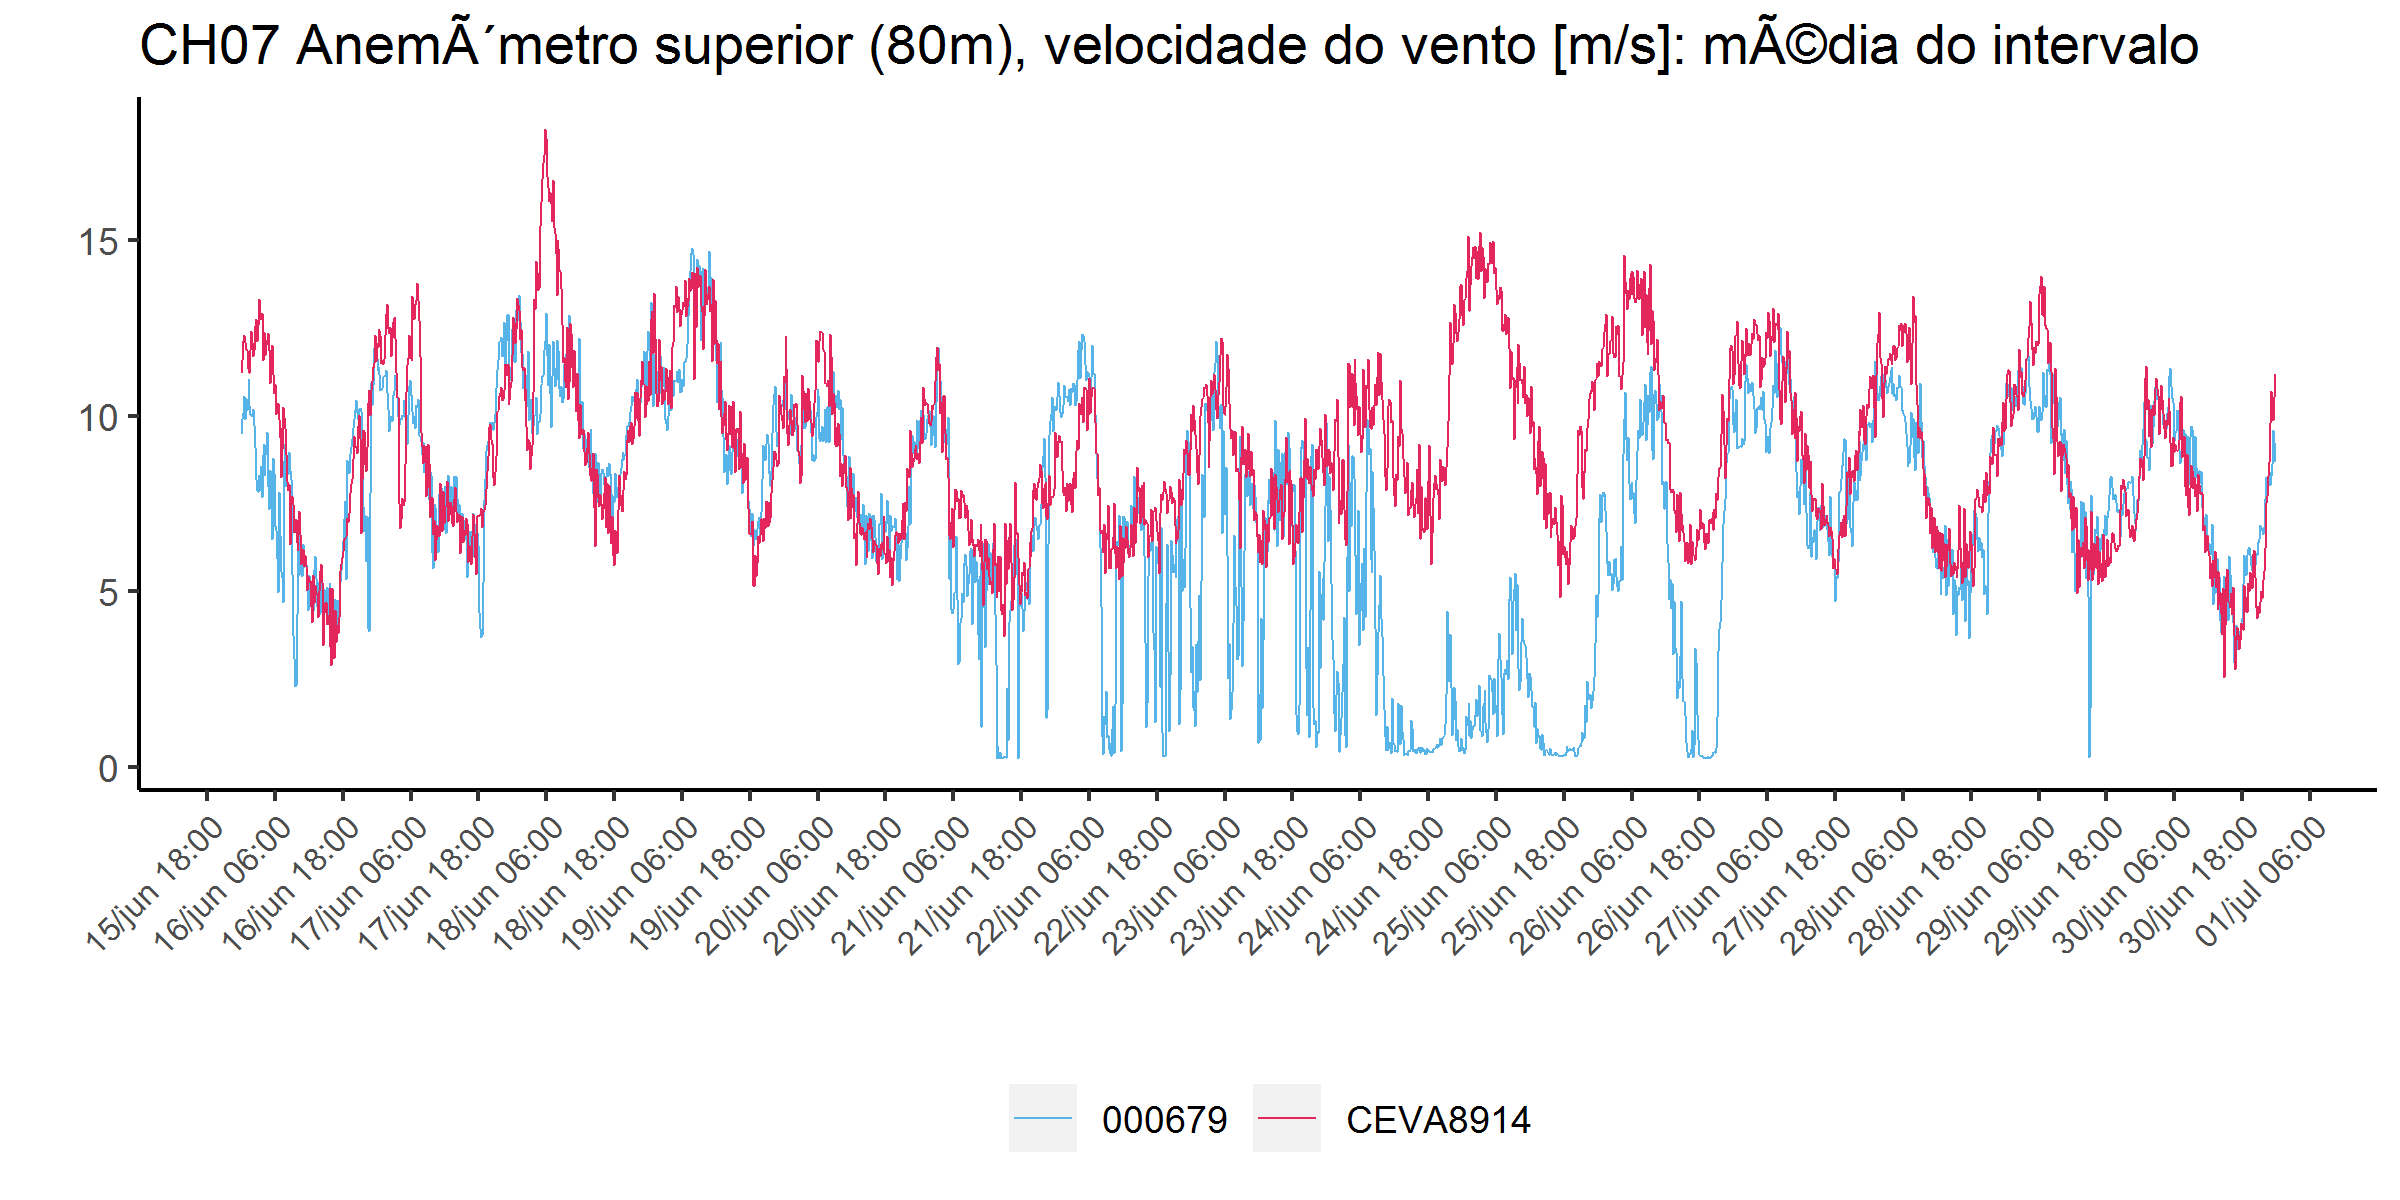 CH07 AnemÃ´metro superior (80m), velocidade do vento [m/s]: mÃ©dia do intervalo
15
10
5
0
15/jun 18:00
16/jun 06:00
16/jun 18:00
17/jun 06:00
17/jun 18:00
18/jun 06:00
18/jun 18:00
19/jun 06:00
19/jun 18:00
20/jun 06:00
20/jun 18:00
21/jun 06:00
21/jun 18:00
22/jun 06:00
22/jun 18:00
23/jun 06:00
23/jun 18:00
24/jun 06:00
24/jun 18:00
25/jun 06:00
25/jun 18:00
26/jun 06:00
26/jun 18:00
27/jun 06:00
27/jun 18:00
28/jun 06:00
28/jun 18:00
29/jun 06:00
29/jun 18:00
30/jun 06:00
30/jun 18:00
01/jul 06:00
000679
CEVA8914